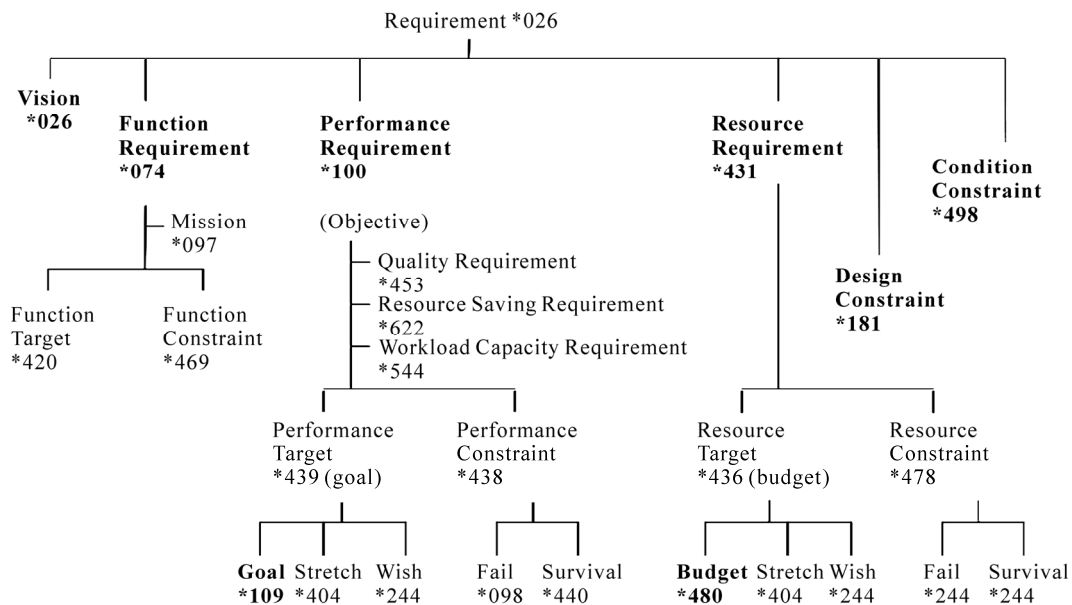 Requirement *026
Vision
*026
Function
Requirement
*074
Performance
Requirement
*100
Resource
Requirement
*431
Condition
Constraint
*498
Mission
*097
(Objective)
Quality Requirement
*453
Resource Saving Requirement
*622
Workload Capacity Requirement
*544
Design
Constraint
*181
Function
Target
*420
Function
Constraint
*469
Performance
Target
*439 (goal)
Performance
Constraint
*438
Resource
Target
*436 (budget)
Resource
Constraint
*478
Goal
*109
Stretch
*404
Wish
*244
Fail
*098
Survival
*440
Budget
*480
Stretch
*404
Wish
*244
Fail
*244
Survival
*244